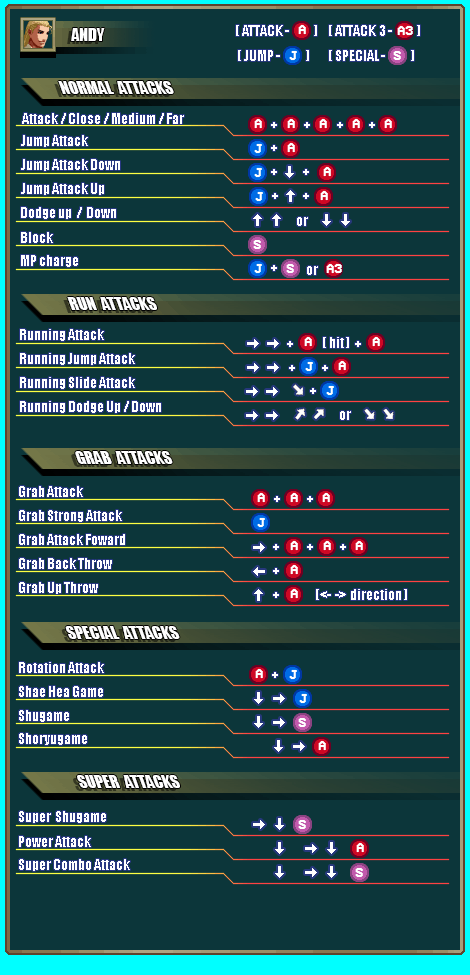 ANDY
[ ATTACK - A ] [ ATTACK 3 - A3 ]
[ JUMP - J ] [ SPECIAL - S ]
NORMAL ATTACKS
Attack / Close / Medium / Far A + A + A + A + A
Jump Attack J + A
Jump Attack Down J + ↓ + A
Jump Attack Up J + ↑ + A
Dodge up / Down ↑ ↑ or ↓ ↓
Block S
MP charge J + S or A3
RUN ATTACKS
Running Attack → → + A [ hit ] + A
Running Jump Attack → → + J + A
Running Slide Attack → → ↘ + J
Running Dodge Up / Down → → ↗ ↗ or ↘ ↘
GRAB ATTACKS
Grab Attack A + A + A
Grab Strong Attack J
Grab Attack Foward → + A + A + A
Grab Back Throw ← + A
Grab Up Throw ↑ + A [<- -> direction ]
SPECIAL ATTACKS
Rotation Attack A + J
Shae Hea Game ↓ → J
Shugame ↓ → S
Shoryugame ↓ → A
SUPER ATTACKS
Super Shugame → ↓ S
Power Attack ↓ → ↓ A
Super Combo Attack ↓ → ↓ S